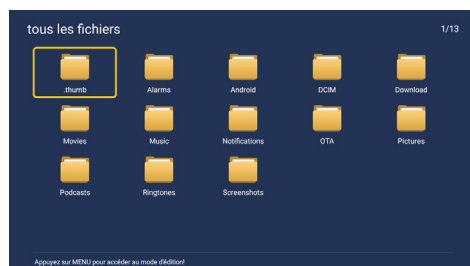 tous les fichiers 1/13
.thumb Alarms Android DCIM Download
Movies Music Notifications OTA Pictures
Podcasts Ringtones Screenshots
Appuyez sur MENU pour accéder au mode d'édition!